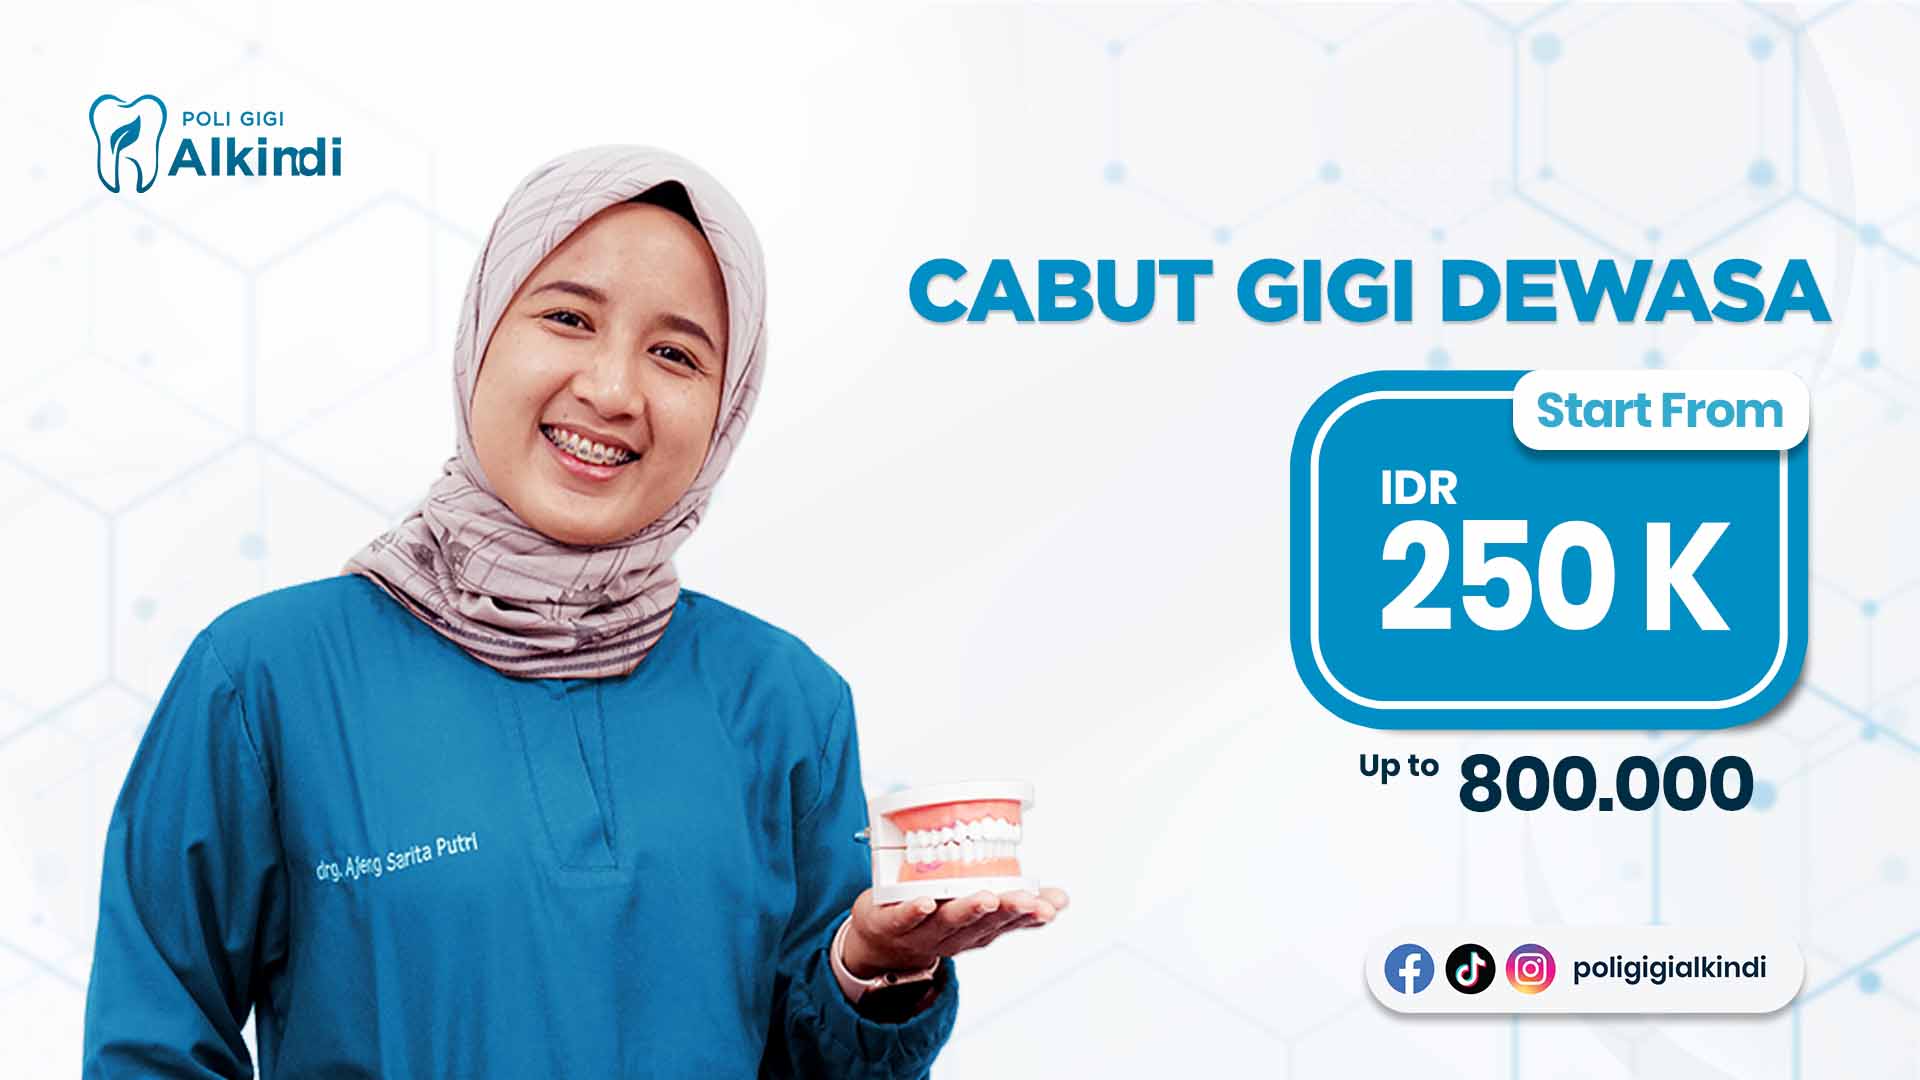 POLI GIGI
Alkindi
CABUT GIGI DEWASA
Start From
IDR
250 K
Up to 800.000
drg. Ajeng Sarita Putri
poligigialkindi